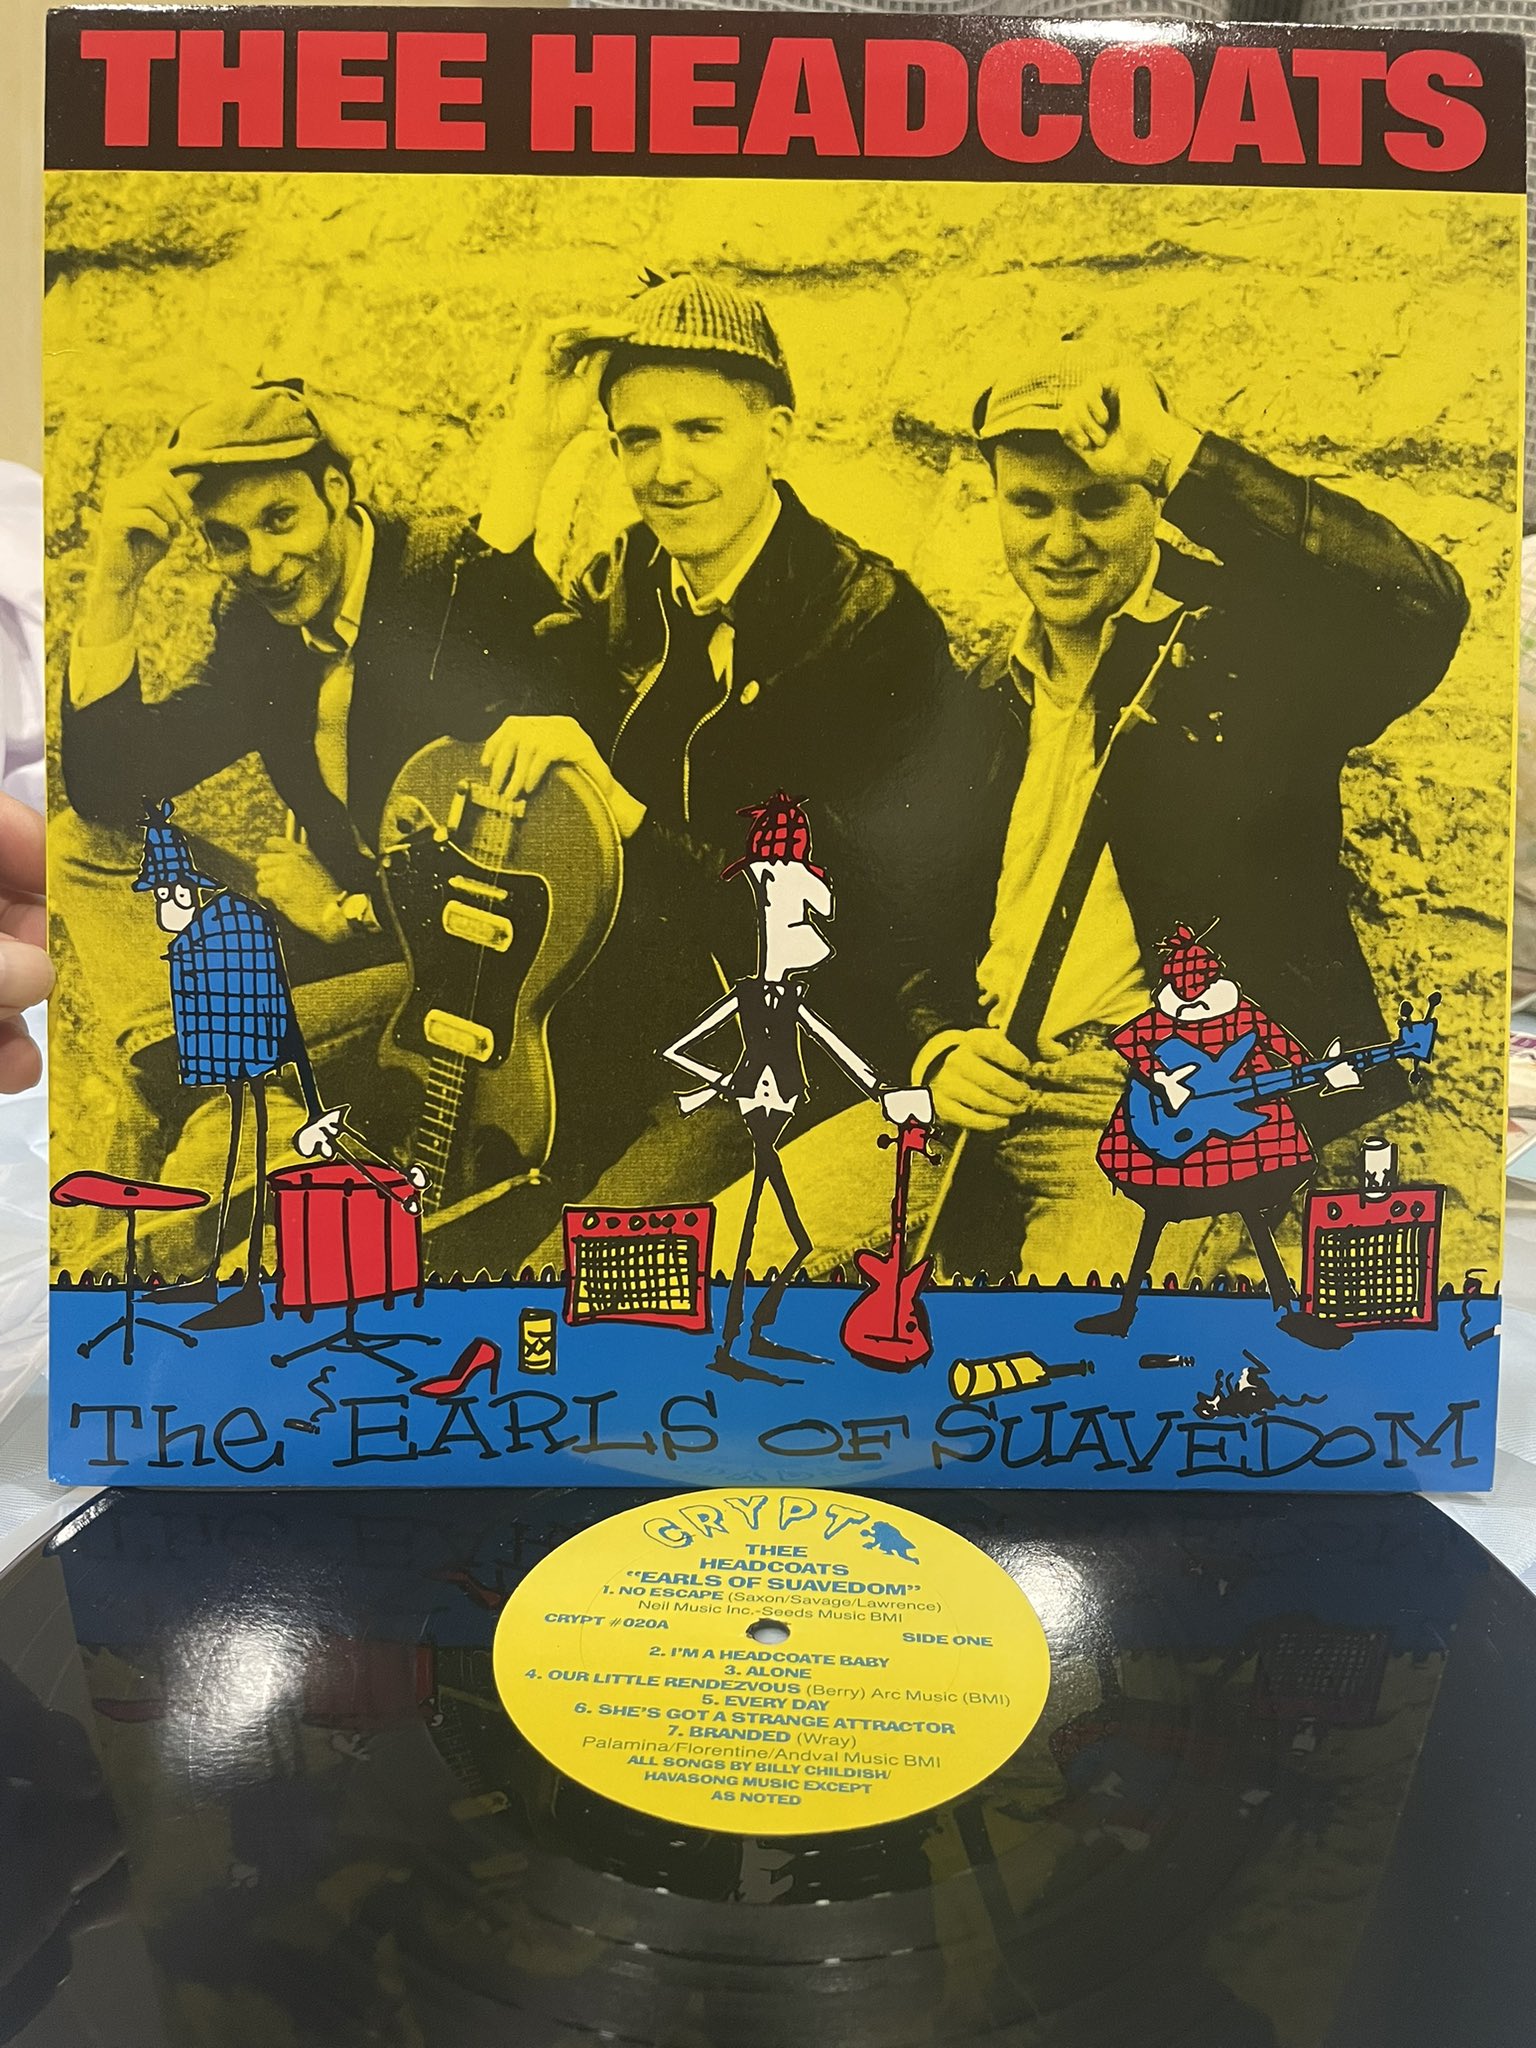 THEE HEADCOATS
The EARLS OF SUAVEDOM
CRYPT
THEE
HEADCOATS
"EARLS OF SUAVEDOM"
1. NO ESCAPE (Saxon/Savage/Lawrence)
Neil Music Inc.-Seeds Music BMI
CRYPT #020A
SIDE ONE
2. I'M A HEADCOATE BABY
3. ALONE
4. OUR LITTLE RENDEZVOUS (Berry) Arc Music (BMI)
5. EVERY DAY
6. SHE'S GOT A STRANGE ATTRACTOR
7. BRANDED (Wray)
Palamina/Florentine/Andval Music BMI
ALL SONGS BY BILLY CHILDISH/
HAVASONG MUSIC EXCEPT
AS NOTED